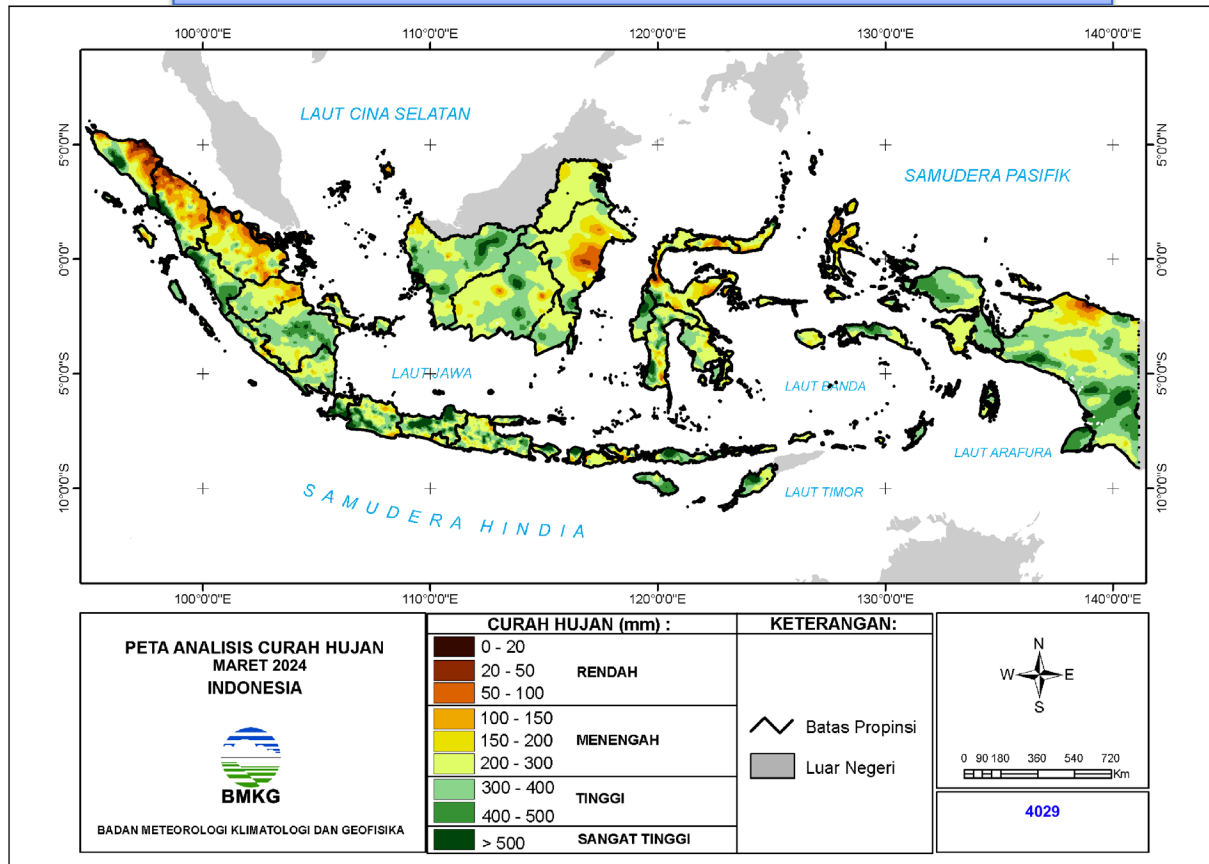 100°0'0"E 110°0'0"E 120°0'0"E 130°0'0"E 140°0'0"E
LAUT CINA SELATAN
5°0'0"N 5°0'0"N
SAMUDERA PASIFIK
0°0'0" 0°0'0"
LAUT JAWA
LAUT BANDA
5°0'0"S 5°0'0"S
LAUT ARAFURA
LAUT TIMOR
10°0'0"S 10°0'0"S
SAMUDERA HINDIA
100°0'0"E 110°0'0"E 120°0'0"E 130°0'0"E 140°0'0"E
PETA ANALISIS CURAH HUJAN
MARET 2024
INDONESIA
BMKG
BADAN METEOROLOGI KLIMATOLOGI DAN GEOFISIKA
CURAH HUJAN (mm) :
0 - 20
20 - 50 RENDAH
50 - 100
100 - 150
150 - 200 MENENGAH
200 - 300
300 - 400
TINGGI
400 - 500
> 500 SANGAT TINGGI
KETERANGAN:
Batas Propinsi
Luar Negeri
N
W E
S
0 90 180 360 540 720
Km
4029